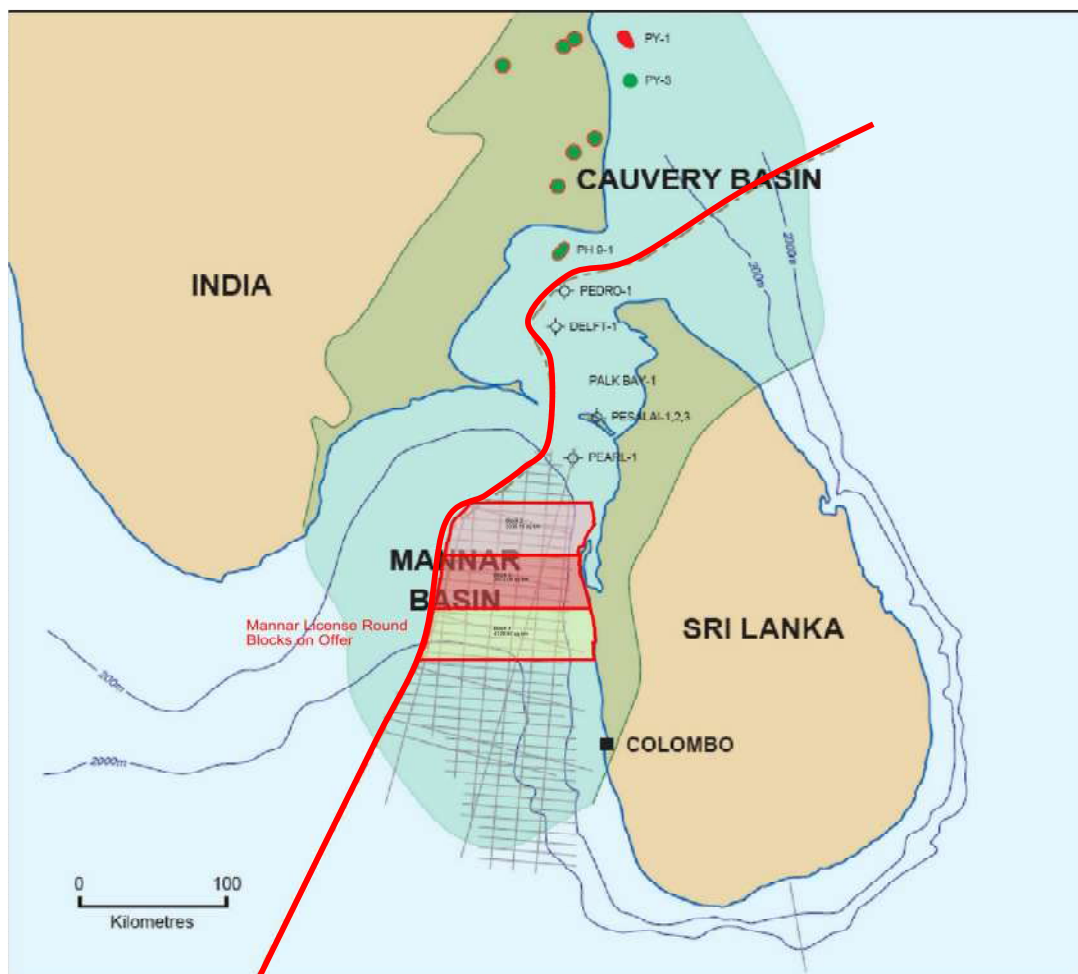 PY-1
PY-3
CAUVERY BASIN
2000m
200m
PH 9-1
INDIA
PEDRO-1
DELFT-1
PALK BAY-1
PESALAI-1,2,3
PEARL-1
MANNAR
BASIN
Mannar License Round
Blocks on Offer
SRI LANKA
200m
COLOMBO
2000m
0 100
Kilometres